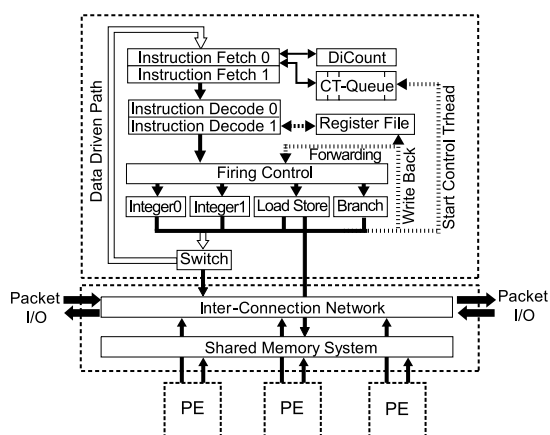 Instruction Fetch 0
DiCount
Instruction Fetch 1
CT-Queue
Instruction Decode 0
Instruction Decode 1
Register File
Forwarding
Firing Control
Integer0
Integer1
Load Store
Branch
Switch
Data Driven Path
Write Back
Start Control Trhead
Packet
I/O
Inter-Connection Network
Packet
I/O
Shared Memory System
PE
PE
PE